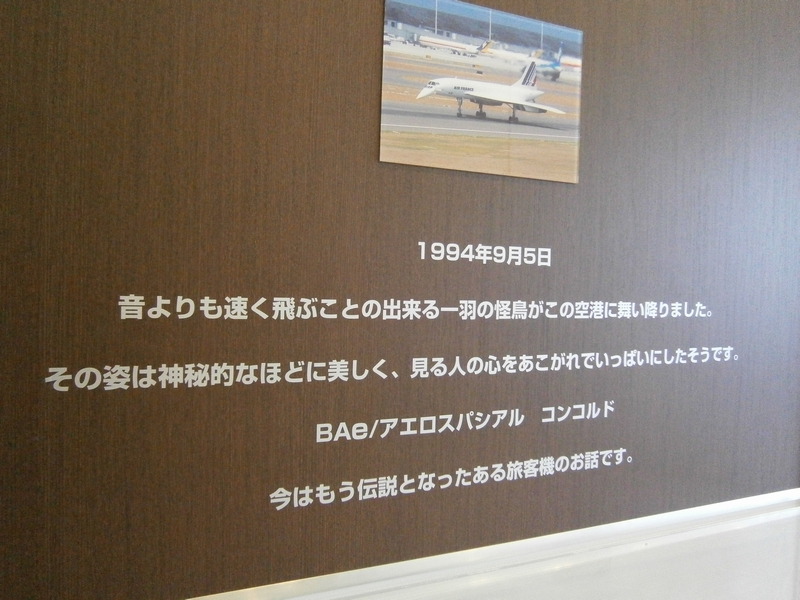 AIR FRANCE
1994年9月5日
音よりも速く飛ぶことの出来る一羽の怪鳥がこの空港に舞い降りました。
その姿は神秘的なほどに美しく、見る人の心をあこがれでいっぱいにしたそうです。
BAe/アエロスパシアル　コンコルド
今はもう伝説となったある旅客機のお話です。